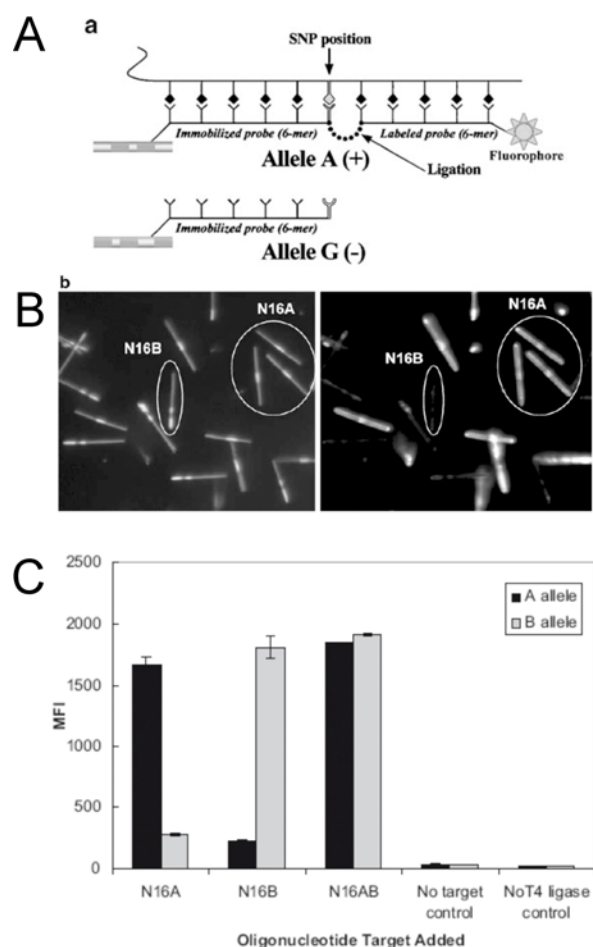 A
a
SNP position
Immobilized probe (6-mer)
Labeled probe (6-mer)
Fluorophore
Allele A (+)
Ligation
Immobilized probe (6-mer)
Allele G (-)
B
b
N16B
N16A
N16B
N16A
C
2500
2000
1500
1000
500
0
MFI
A allele
B allele
N16A
N16B
N16AB
No target
control
NoT4 ligase
control
Oligonucleotide Target Added